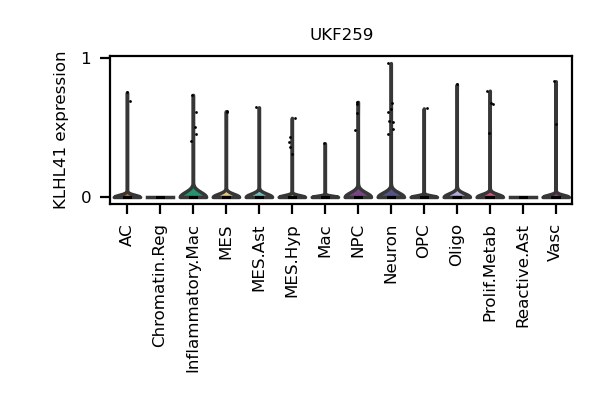 UKF259
KLHL41 expression
1
0
AC
Chromatin.Reg
Inflammatory.Mac
MES
MES.Ast
MES.Hyp
Mac
NPC
Neuron
OPC
Oligo
Prolif.Metab
Reactive.Ast
Vasc